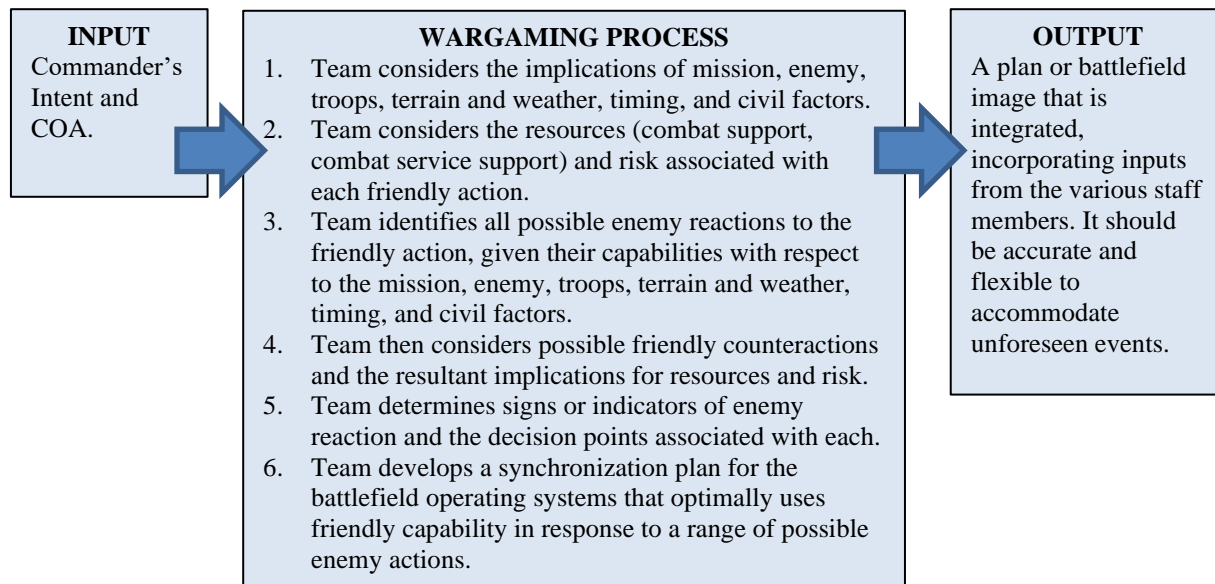 INPUT
Commander's
Intent and
COA.
WARGAMING PROCESS
1. Team considers the implications of mission, enemy,
troops, terrain and weather, timing, and civil factors.
2. Team considers the resources (combat support,
combat service support) and risk associated with
each friendly action.
3. Team identifies all possible enemy reactions to the
friendly action, given their capabilities with respect
to the mission, enemy, troops, terrain and weather,
timing, and civil factors.
4. Team then considers possible friendly counteractions
and the resultant implications for resources and risk.
5. Team determines signs or indicators of enemy
reaction and the decision points associated with each.
6. Team develops a synchronization plan for the
battlefield operating systems that optimally uses
friendly capability in response to a range of possible
enemy actions.
OUTPUT
A plan or battlefield
image that is
integrated,
incorporating inputs
from the various staff
members. It should
be accurate and
flexible to
accommodate
unforeseen events.